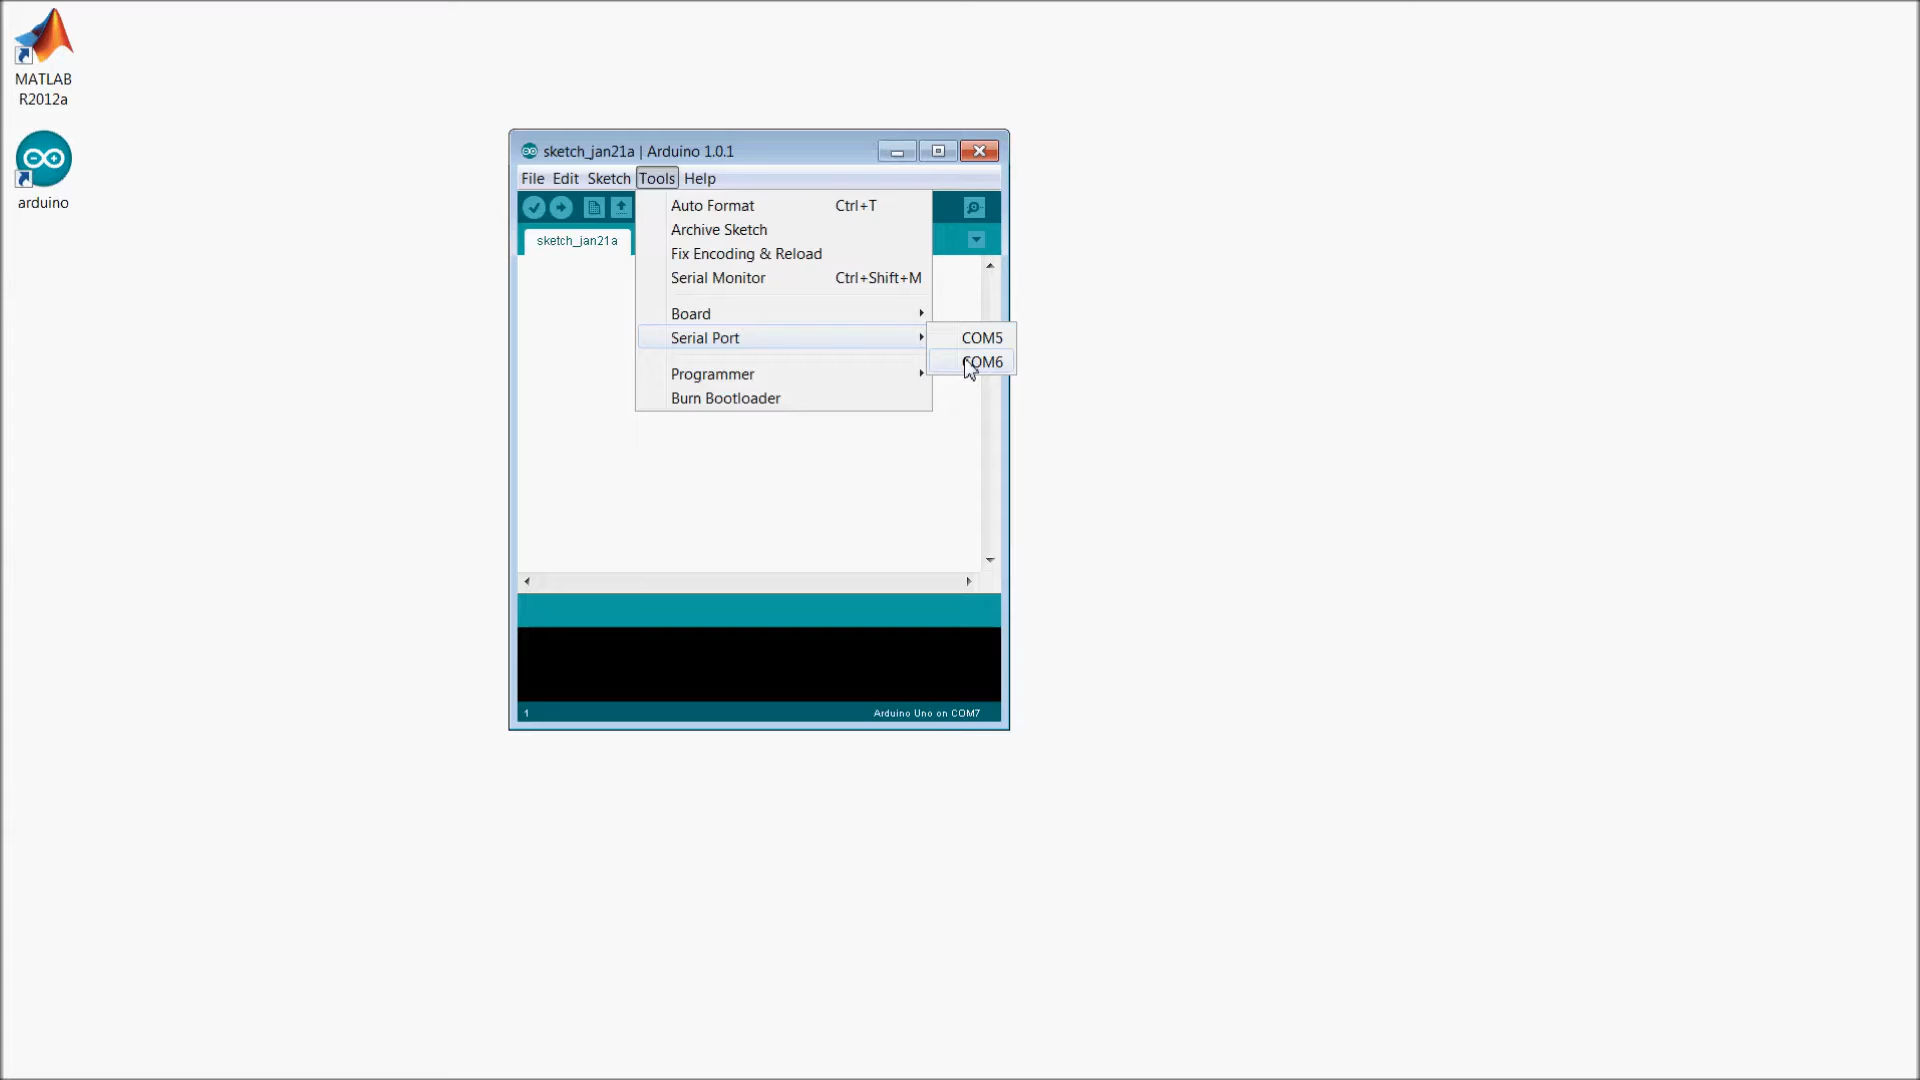 MATLAB
R2012a
arduino
sketch_jan21a | Arduino 1.0.1
File Edit Sketch Tools Help
sketch_jan21a
Auto Format Ctrl+T
Archive Sketch
Fix Encoding & Reload
Serial Monitor Ctrl+Shift+M
Board
Serial Port
COM5
COM6
Programmer
Burn Bootloader
1 Arduino Uno on COM7